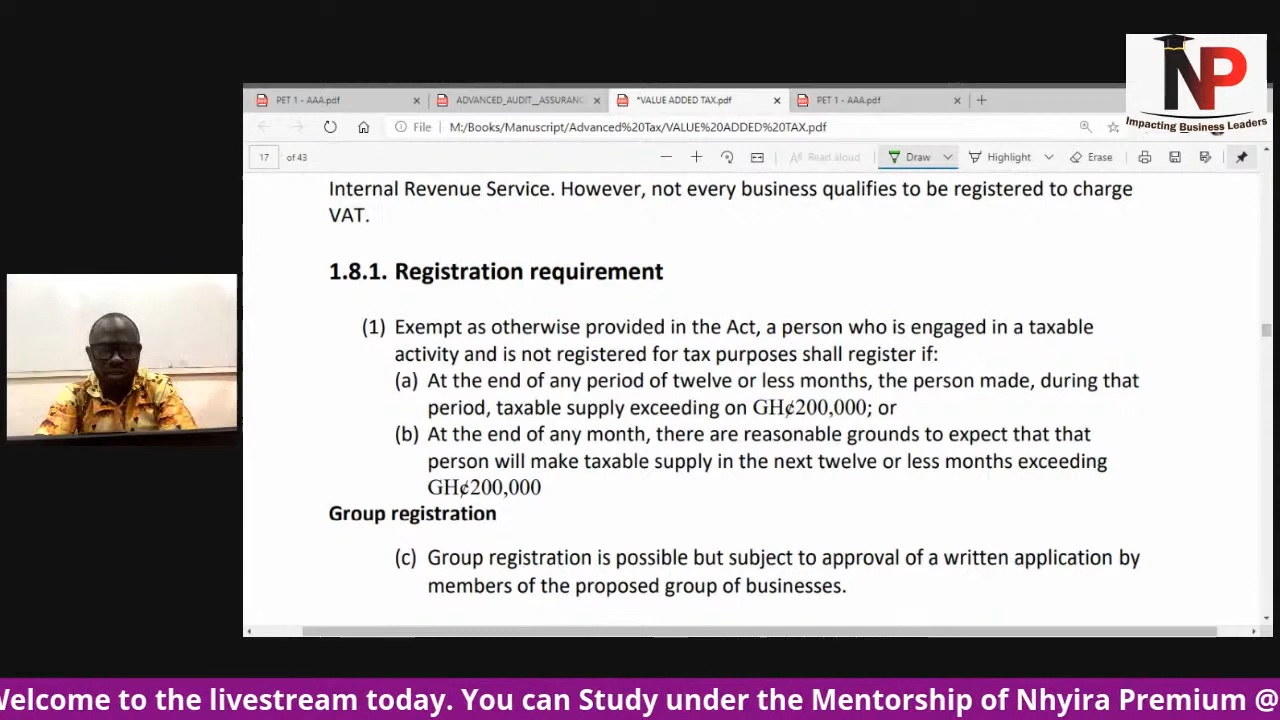 NP
Impacting Business Leaders
PET 1 - AAA.pdf
ADVANCED_AUDIT_ASSURANC
*VALUE ADDED TAX.pdf
PET 1 - AAA.pdf
File
M:/Books/Manuscript/Advanced%20Tax/VALUE%20ADDED%20TAX.pdf
17 of 43
Read aloud
Draw
Highlight
Erase
Internal Revenue Service. However, not every business qualifies to be registered to charge
VAT.
1.8.1. Registration requirement
(1) Exempt as otherwise provided in the Act, a person who is engaged in a taxable
activity and is not registered for tax purposes shall register if:
(a) At the end of any period of twelve or less months, the person made, during that
period, taxable supply exceeding on GH¢200,000; or
(b) At the end of any month, there are reasonable grounds to expect that that
person will make taxable supply in the next twelve or less months exceeding
GH¢200,000
Group registration
(c) Group registration is possible but subject to approval of a written application by
members of the proposed group of businesses.
Welcome to the livestream today. You can Study under the Mentorship of Nhyira Premium @